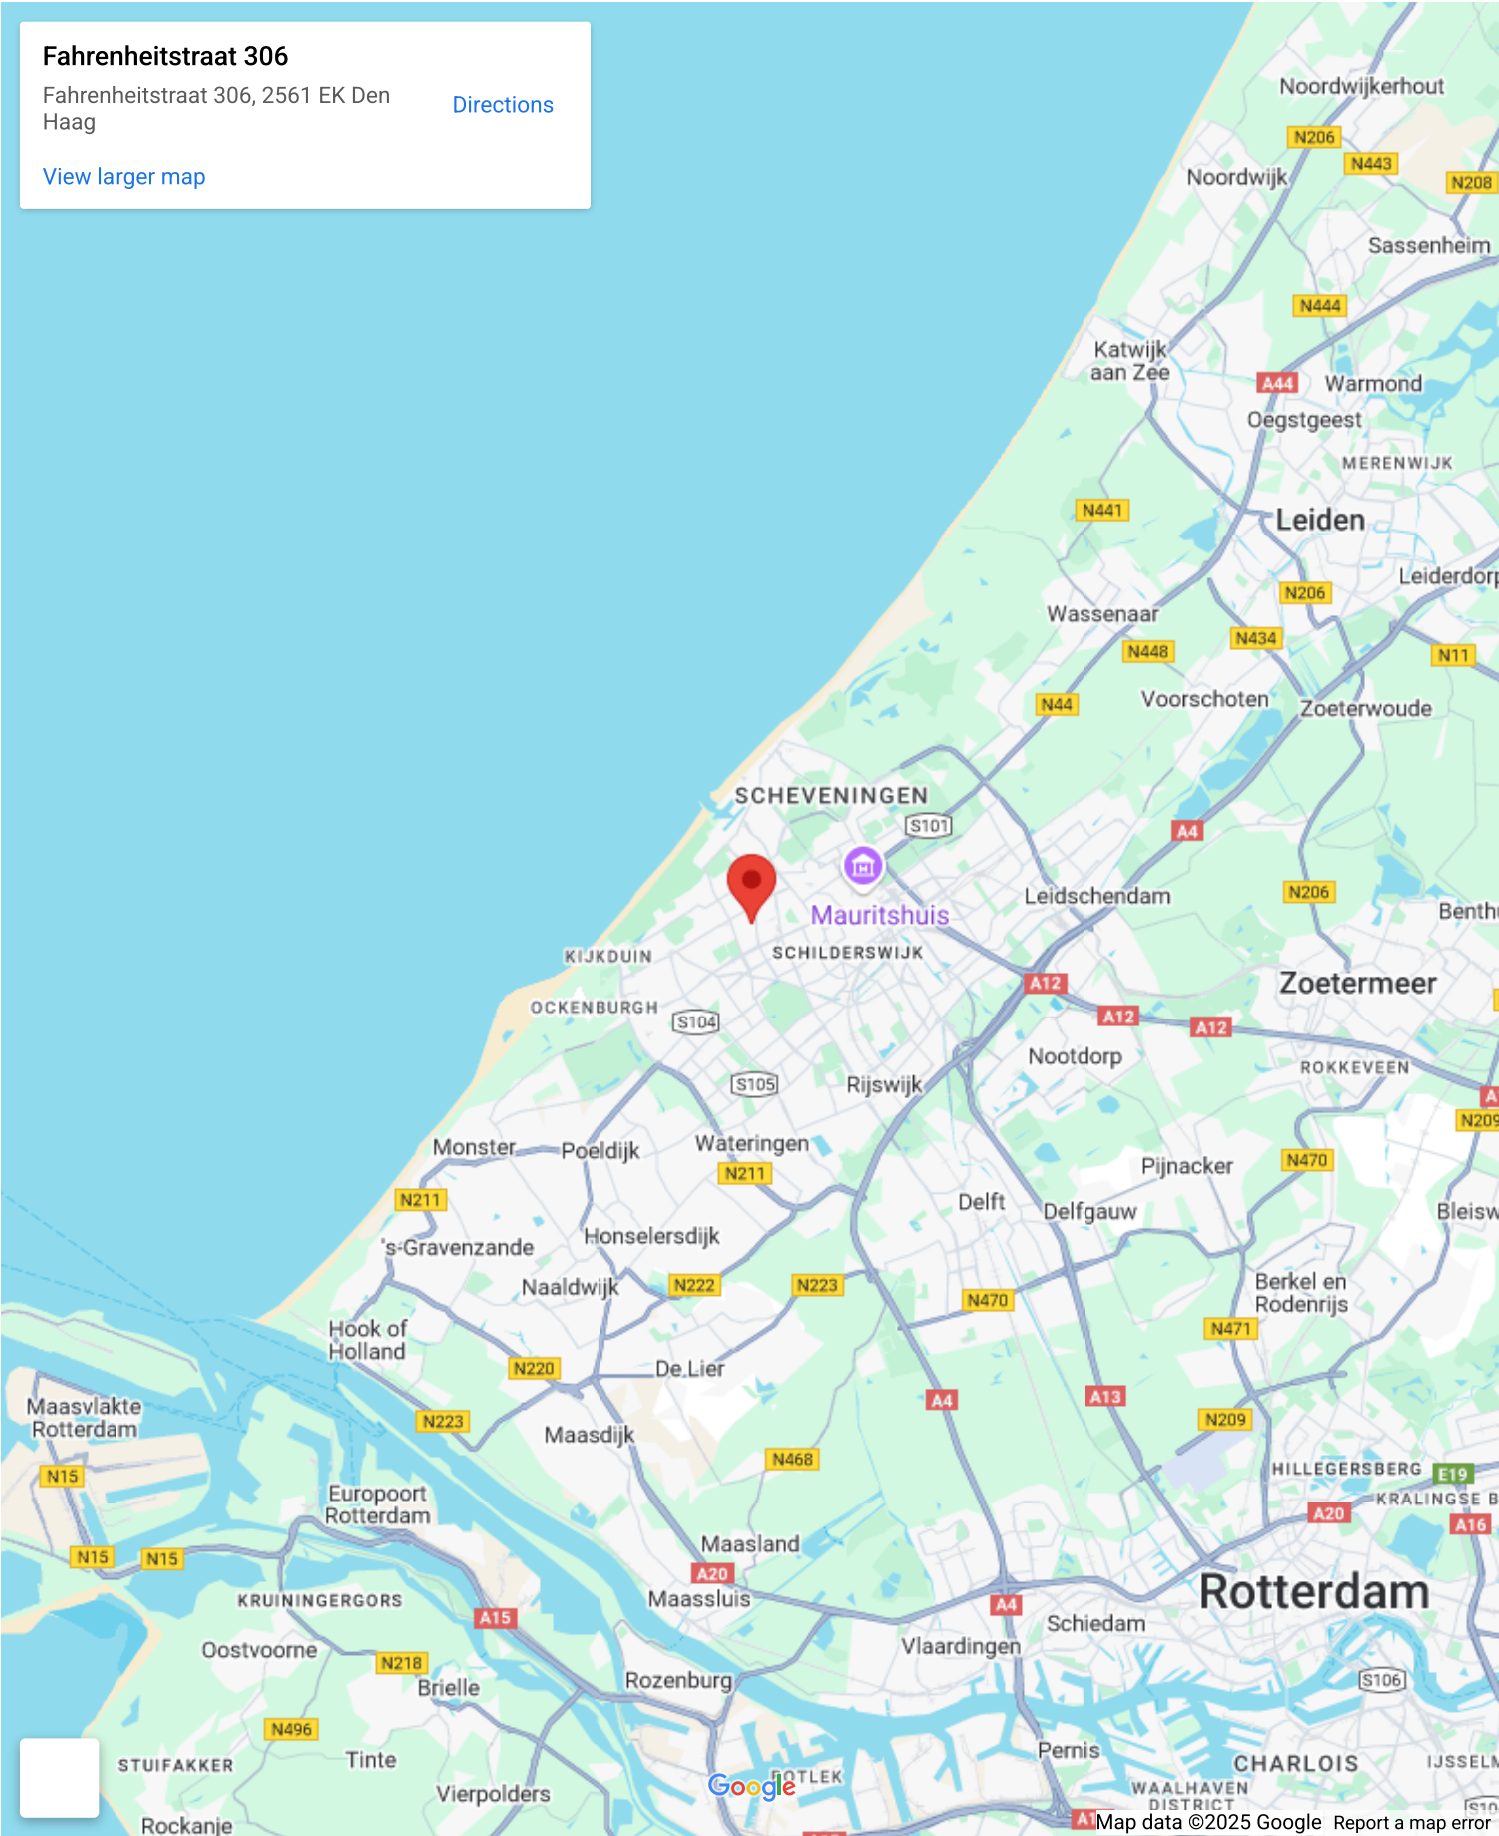 Fahrenheitstraat 306
Fahrenheitstraat 306, 2561 EK Den
Haag
Directions
View larger map
Noordwijkerhout
N206
N443
Noordwijk
N208
Sassenheim
N444
Katwijk
aan Zee
A44
Warmond
Oegstgeest
MERENWIJK
N441
Leiden
Leiderdorp
N206
Wassenaar
N434
N448
N11
Voorschoten
N44
Zoeterwoude
SCHEVENINGEN
S101
A4
Mauritshuis
Leidschendam
N206
Benthu
KIJKDUIN
SCHILDERSWIJK
A12
Zoetermeer
OCKENBURGH
S104
A12
A12
Nootdorp
ROKKEVEEN
S105
Rijswijk
A
N209
Monster
Poeldijk
Wateringen
N470
Pijnacker
N211
N211
Delft
Delfgauw
Bleisw
's-Gravenzande
Honselersdijk
Naaldwijk
N222
N223
Berkel en
Rodenrijs
N470
N471
Hook of
Holland
N220
De Lier
A4
A13
Maasvlakte
Rotterdam
N223
N209
Maasdijk
N468
HILLEGERSBERG
E19
N15
Europoort
Rotterdam
KRALINGSE B
A20
A16
Maasland
N15
N15
A20
KRUININGERGORS
Maassluis
Rotterdam
A15
A4
Schiedam
Oostvoorne
Vlaardingen
N218
Rozenburg
S106
Brielle
N496
Pernis
STUIFAKKER
Tinte
CHARLOIS
IJSSELM
Google
BOTLEK
WAALHAVEN
DISTRICT
Vierpolders
S10
Rockanje
A1
Map data ©2025 Google
Report a map error